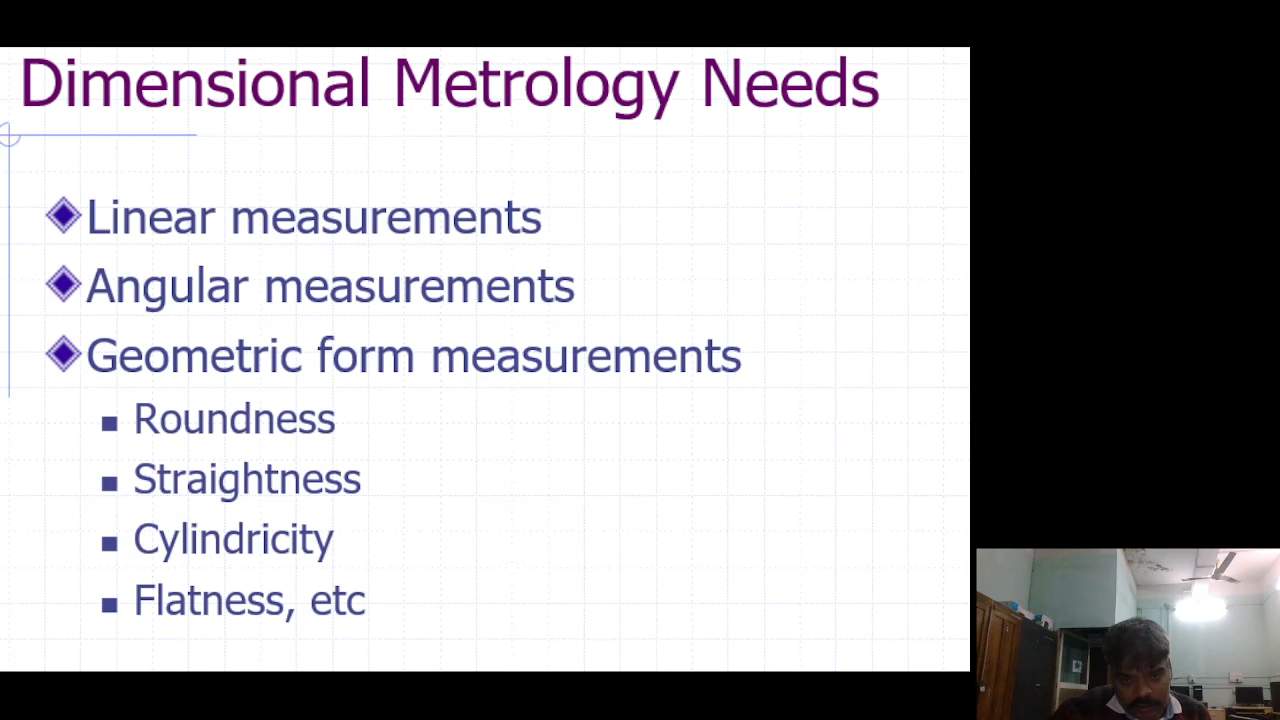 Dimensional Metrology Needs
Linear measurements
Angular measurements
Geometric form measurements
Roundness
Straightness
Cylindricity
Flatness, etc